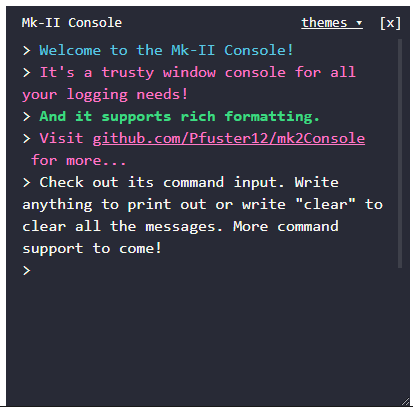 Mk-II Console themes ▾ [x]
> Welcome to the Mk-II Console!
> It's a trusty window console for all
your logging needs!
> And it supports rich formatting.
> Visit github.com/Pfuster12/mk2Console
for more...
> Check out its command input. Write
anything to print out or write "clear" to
clear all the messages. More command
support to come!
>